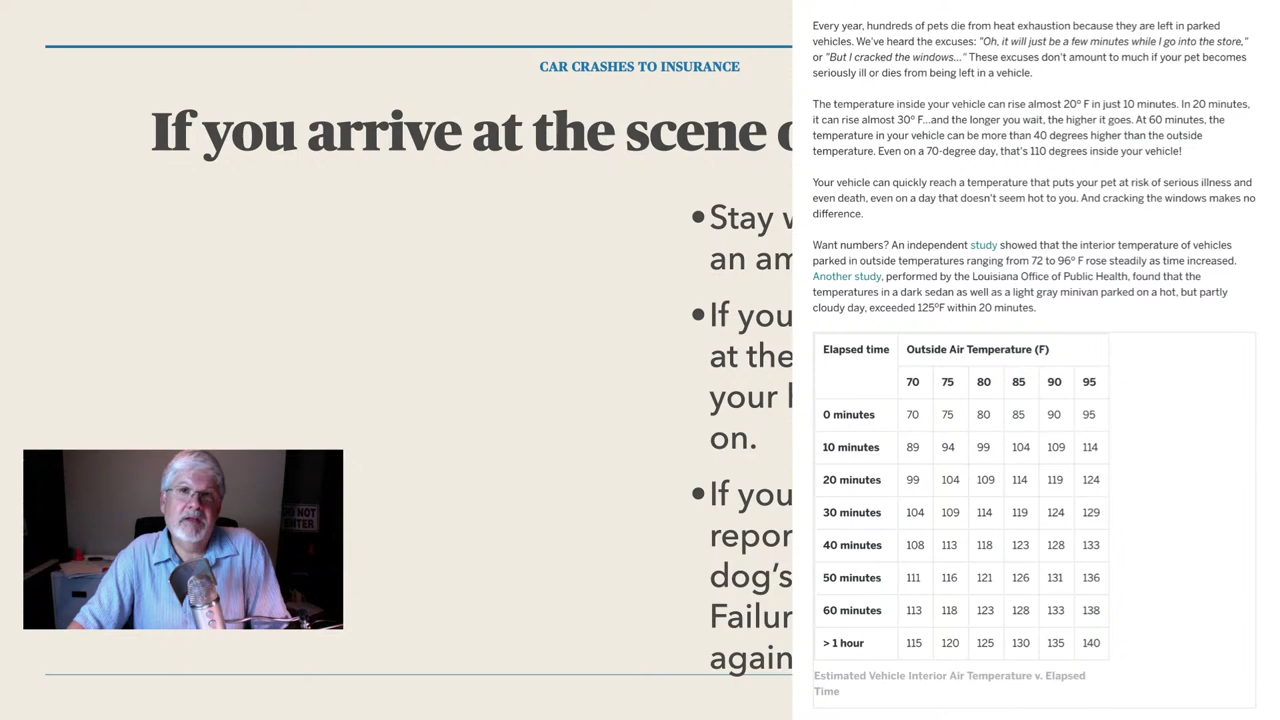 CAR CRASHES TO INSURANCE
If you arrive at the scene
•Stay
an
•If you
at the
your
on.
•If you
repor
dog's
Failur
again
DO NOT
ENTER
Every year, hundreds of pets die from heat exhaustion because they are left in parked
vehicles. We've heard the excuses: "Oh, it will just be a few minutes while I go into the store,"
or "But I cracked the windows..." These excuses don't amount to much if your pet becomes
seriously ill or dies from being left in a vehicle.
The temperature inside your vehicle can rise almost 20º F in just 10 minutes. In 20 minutes,
it can rise almost 30º F...and the longer you wait, the higher it goes. At 60 minutes, the
temperature in your vehicle can be more than 40 degrees higher than the outside
temperature. Even on a 70-degree day, that's 110 degrees inside your vehicle!
Your vehicle can quickly reach a temperature that puts your pet at risk of serious illness and
even death, even on a day that doesn't seem hot to you. And cracking the windows makes no
difference.
Want numbers? An independent study showed that the interior temperature of vehicles
parked in outside temperatures ranging from 72 to 96º F rose steadily as time increased.
Another study, performed by the Louisiana Office of Public Health, found that the
temperatures in a dark sedan as well as a light gray minivan parked on a hot, but partly
cloudy day, exceeded 125ºF within 20 minutes.
Elapsed time Outside Air Temperature (F)
70 75 80 85 90 95
0 minutes 70 75 80 85 90 95
10 minutes 89 94 99 104 109 114
20 minutes 99 104 109 114 119 124
30 minutes 104 109 114 119 124 129
40 minutes 108 113 118 123 128 133
50 minutes 111 116 121 126 131 136
60 minutes 113 118 123 128 133 138
> 1 hour 115 120 125 130 135 140
Estimated Vehicle Interior Air Temperature v. Elapsed
Time